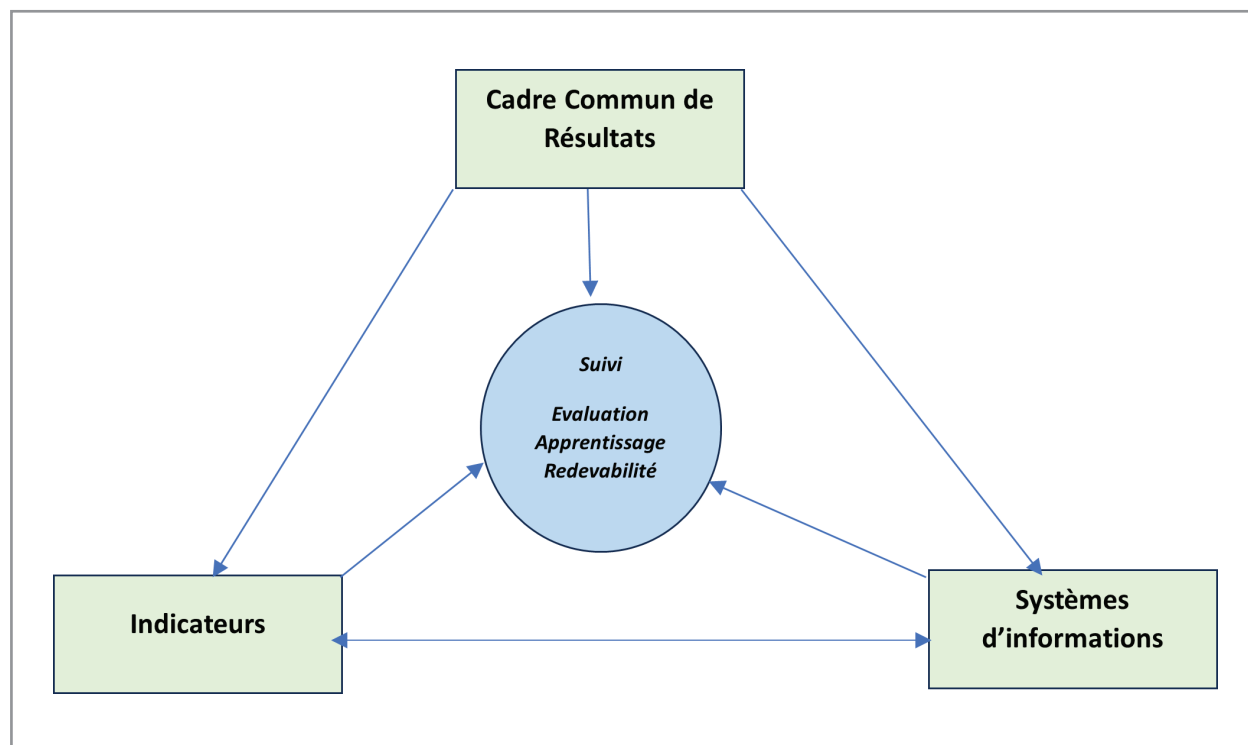 Cadre Commun de
Résultats
Suivi
Evaluation
Apprentissage
Redevabilité
Indicateurs
Systèmes
d’informations